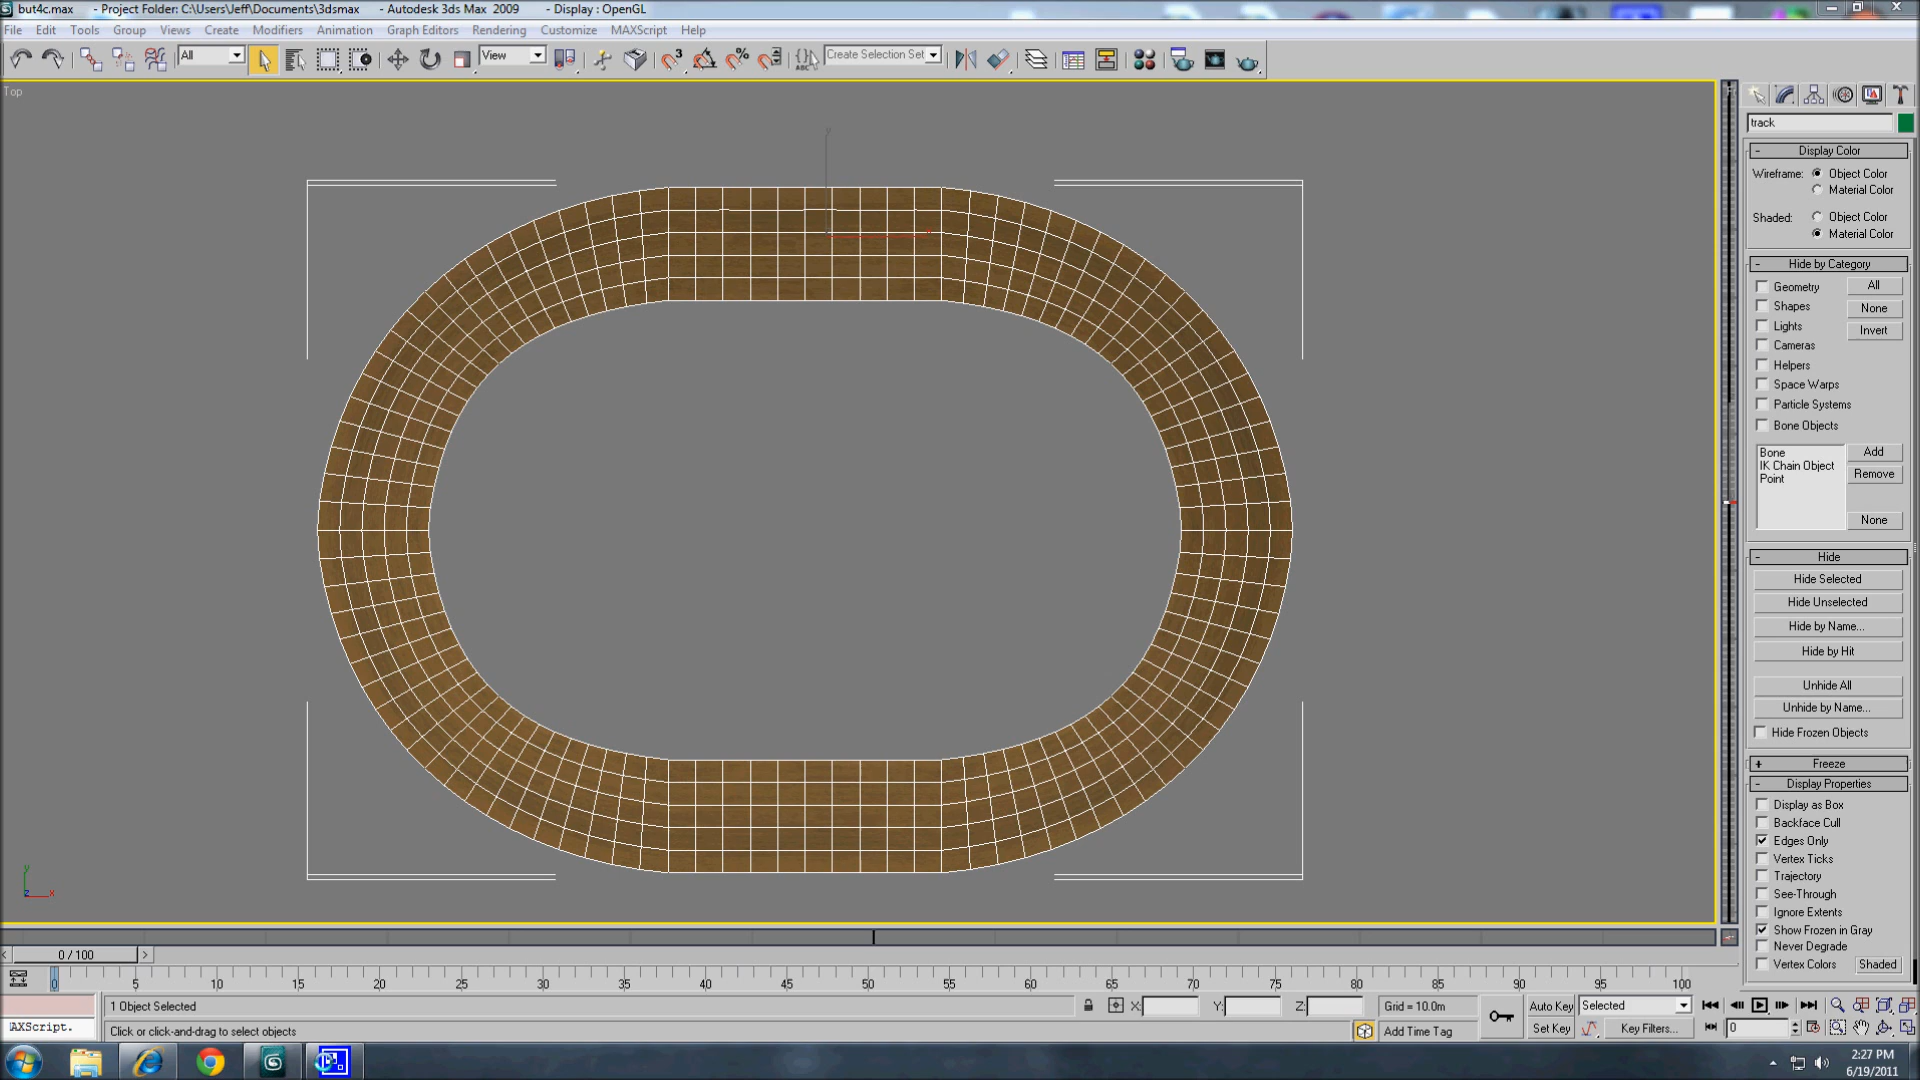 but4c.max - Project Folder: C:\Users\Jeff\Documents\3dsmax - Autodesk 3ds Max 2009 - Display : OpenGL
File Edit Tools Group Views Create Modifiers Animation Graph Editors Rendering Customize MAXScript Help
All View Create Selection Set
Top
y
track
Display Color
Wireframe: Object Color
Material Color
Shaded: Object Color
Material Color
Hide by Category
Geometry All
Shapes None
Lights Invert
Cameras
Helpers
Space Warps
Particle Systems
Bone Objects
Bone Add
IK Chain Object Remove
Point
None
Hide
Hide Selected
Hide Unselected
Hide by Name...
Hide by Hit
Unhide All
Unhide by Name...
Hide Frozen Objects
Freeze
Display Properties
Display as Box
Backface Cull
Edges Only
Vertex Ticks
Trajectory
See-Through
Ignore Extents
Show Frozen in Gray
Never Degrade
Vertex Colors Shaded
y
z x
0 / 100
0 5 10 15 20 25 30 35 40 45 50 55 60 65 70 75 80 85 90 95 100
1 Object Selected X: Y: Z: Grid = 10.0m Auto Key Selected
AXScript. Click or click-and-drag to select objects Add Time Tag Set Key Key Filters... 0
2:27 PM
6/19/2011